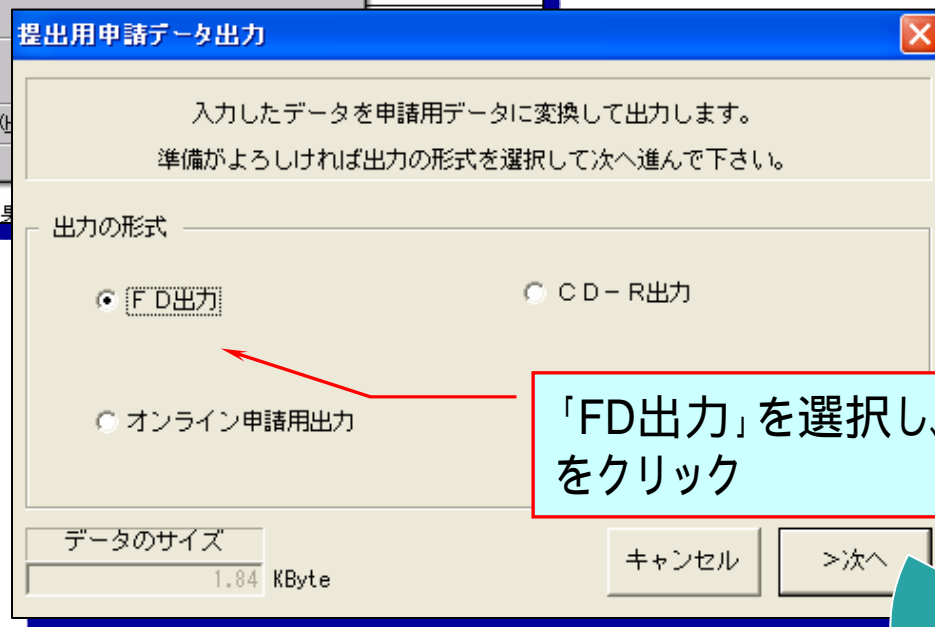 提出用申請データ出力
入力したデータを申請用データに変換して出力します。
準備がよろしければ出力の形式を選択して次へ進んで下さい。
出力の形式
ＦＤ出力
ＣＤ－Ｒ出力
オンライン申請用出力
「FD出力」を選択し、
をクリック
データのサイズ
1.84 KByte
キャンセル
>次へ